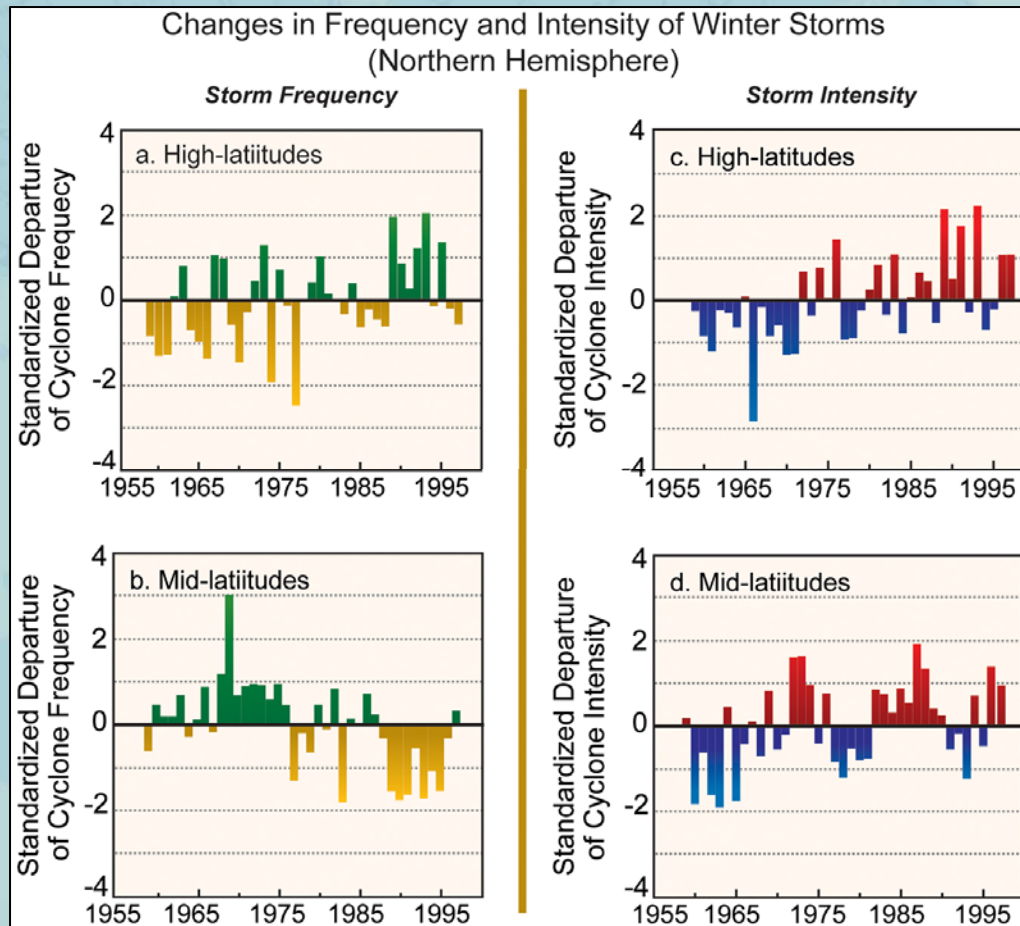 Changes in Frequency and Intensity of Winter Storms
(Northern Hemisphere)
Storm Frequency
Standardized Departure
of Cyclone Frequecy
4
2
0
-2
-4
a. High-latiitudes
1955 1965 1975 1985 1995
Standardized Departure
of Cyclone Frequency
4
2
0
-2
-4
b. Mid-latiitudes
1955 1965 1975 1985 1995
Storm Intensity
Standardized Departure
of Cyclone Intensity
4
2
0
-2
-4
c. High-latitudes
1955 1965 1975 1985 1995
Standardized Departure
of Cyclone Intensity
4
2
0
-2
-4
d. Mid-latiitudes
1955 1965 1975 1985 1995